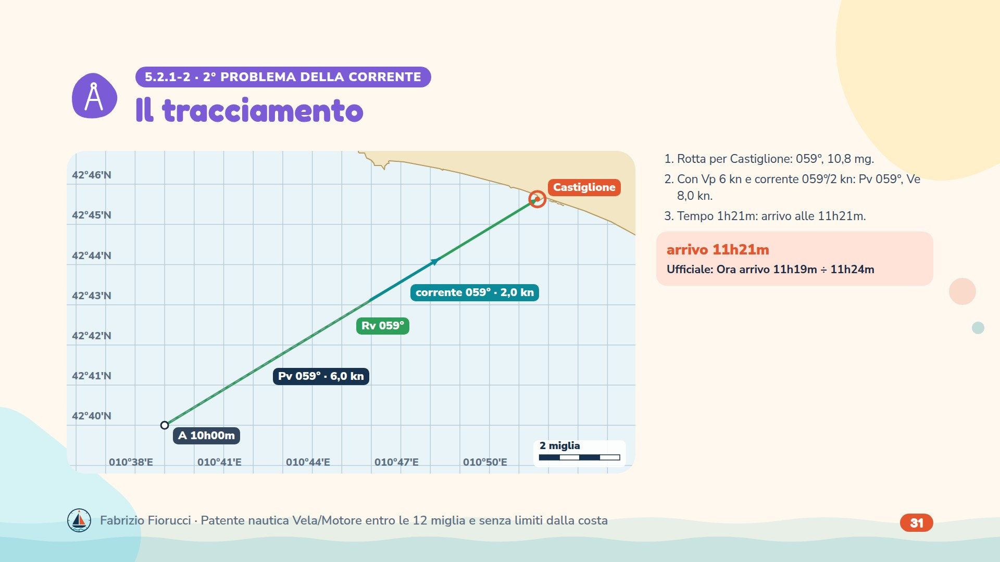 5.2.1-2 · 2° PROBLEMA DELLA CORRENTE
Il tracciamento
42°46'N
42°45'N
42°44'N
42°43'N
42°42'N
42°41'N
42°40'N
Castiglione
corrente 059° · 2,0 kn
Rv 059°
Pv 059° · 6,0 kn
A 10h00m
2 miglia
010°38'E
010°41'E
010°44'E
010°47'E
010°50'E
1. Rotta per Castiglione: 059°, 10,8 mg.
2. Con Vp 6 kn e corrente 059°/2 kn: Pv 059°, Ve
8,0 kn.
3. Tempo 1h21m: arrivo alle 11h21m.
arrivo 11h21m
Ufficiale: Ora arrivo 11h19m ÷ 11h24m
Fabrizio Fiorucci · Patente nautica Vela/Motore entro le 12 miglia e senza limiti dalla costa
31